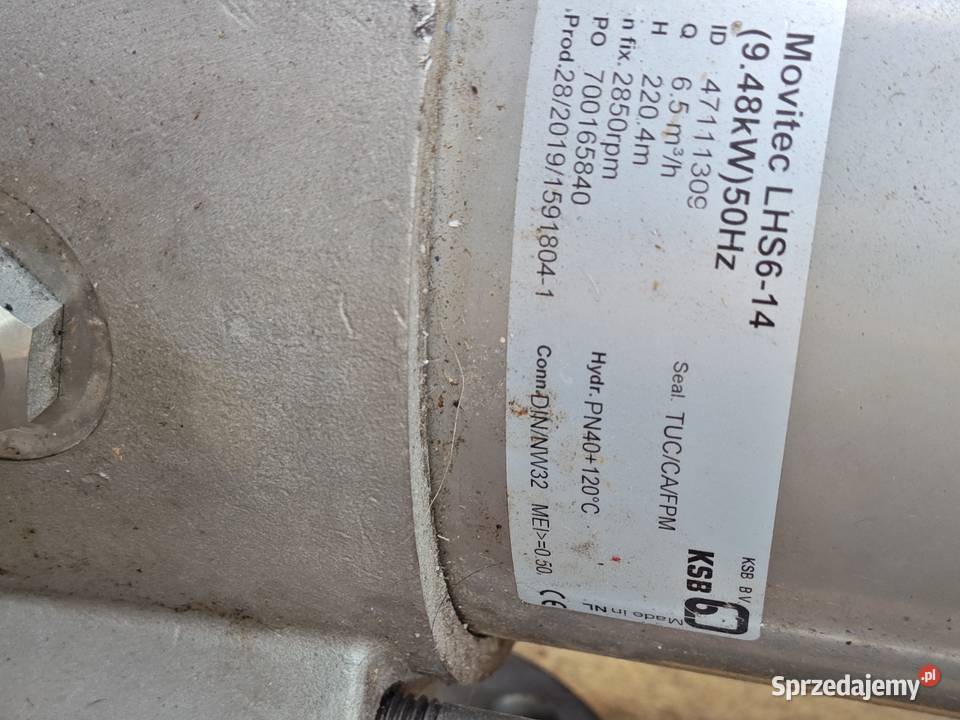 Movitec LHS6-14
(9.48kW)50Hz
ID 47111309
Q 6.5 m³/h
H 220.4m
n fix. 2850rpm
PO 700165840
Prod.28/2019/1591804-1
Seal. TUC/CA/FPM
Hydr. PN40+120°C
Conn.DIN/NW32 MEI>=0.50.
CE
KSB B V
KSB b
Made in NL
Sprzedajemy.pl